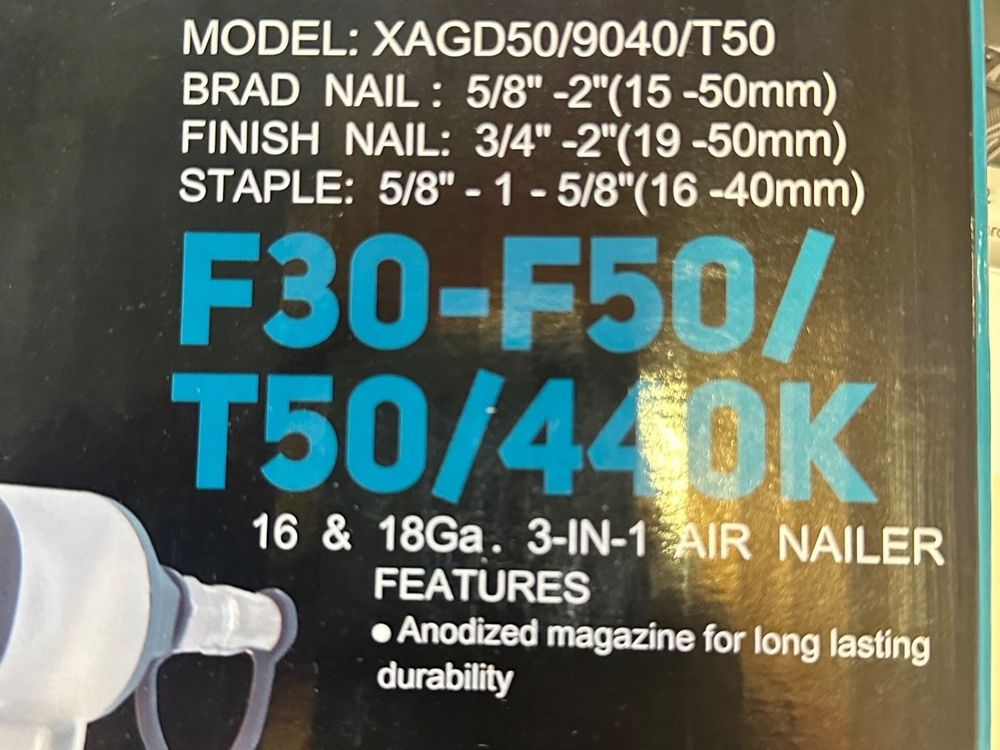 MODEL: XAGD50/9040/T50
BRAD NAIL: 5/8" -2"(15 -50mm)
FINISH NAIL: 3/4" -2"(19 -50mm)
STAPLE: 5/8" - 1 - 5/8"(16 -40mm)
F30-F50/
T50/440K
16 & 18Ga. 3-IN-1 AIR NAILER
FEATURES
● Anodized magazine for long lasting
durability